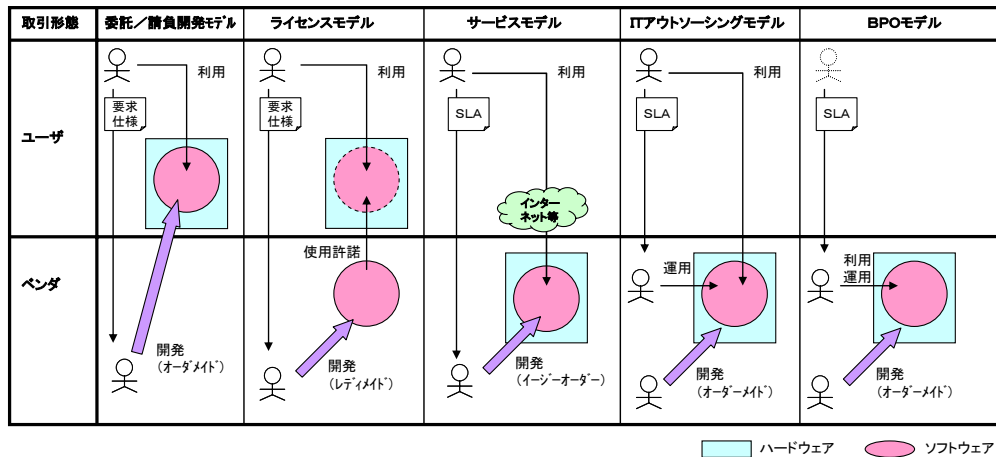 取引形態
委託／請負開発ﾓﾃﾞﾙ
ライセンスモデル
サービスモデル
ITアウトソーシングモデル
BPOモデル
ユーザ
利用
要求
仕様
利用
要求
仕様
利用
SLA
インター
ネット等
利用
SLA
SLA
ベンダ
開発
(ｵｰﾀﾞﾒｲﾄﾞ)
使用許諾
開発
(ﾚﾃﾞｨﾒｲﾄﾞ)
開発
(ｲｰｼﾞｰｵｰﾀﾞｰ)
運用
開発
(ｵｰﾀﾞｰﾒｲﾄﾞ)
利用
運用
開発
(ｵｰﾀﾞｰﾒｲﾄﾞ)
ハードウェア
ソフトウェア